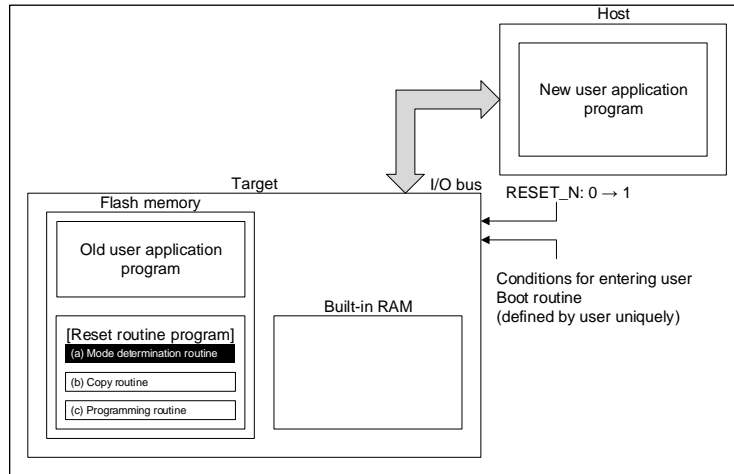 Host
New user application
program
Target
I/O bus
RESET_N: 0 → 1
Flash memory
Old user application
program
Conditions for entering user
Boot routine
(defined by user uniquely)
Built-in RAM
[Reset routine program]
(a) Mode determination routine
(b) Copy routine
(c) Programming routine